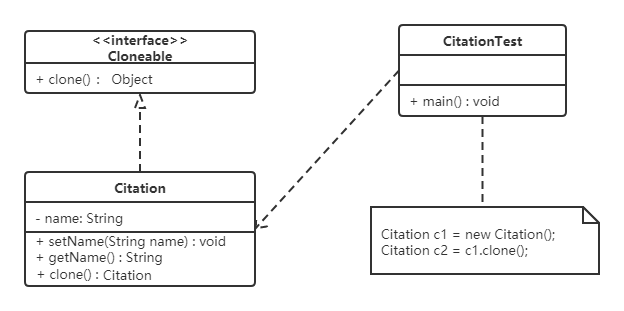 <<interface>>
Cloneable
+ clone() : Object
Citation
- name: String
+ setName(String name) : void
+ getName() : String
+ clone() : Citation
CitationTest
+ main() : void
Citation c1 = new Citation();
Citation c2 = c1.clone();